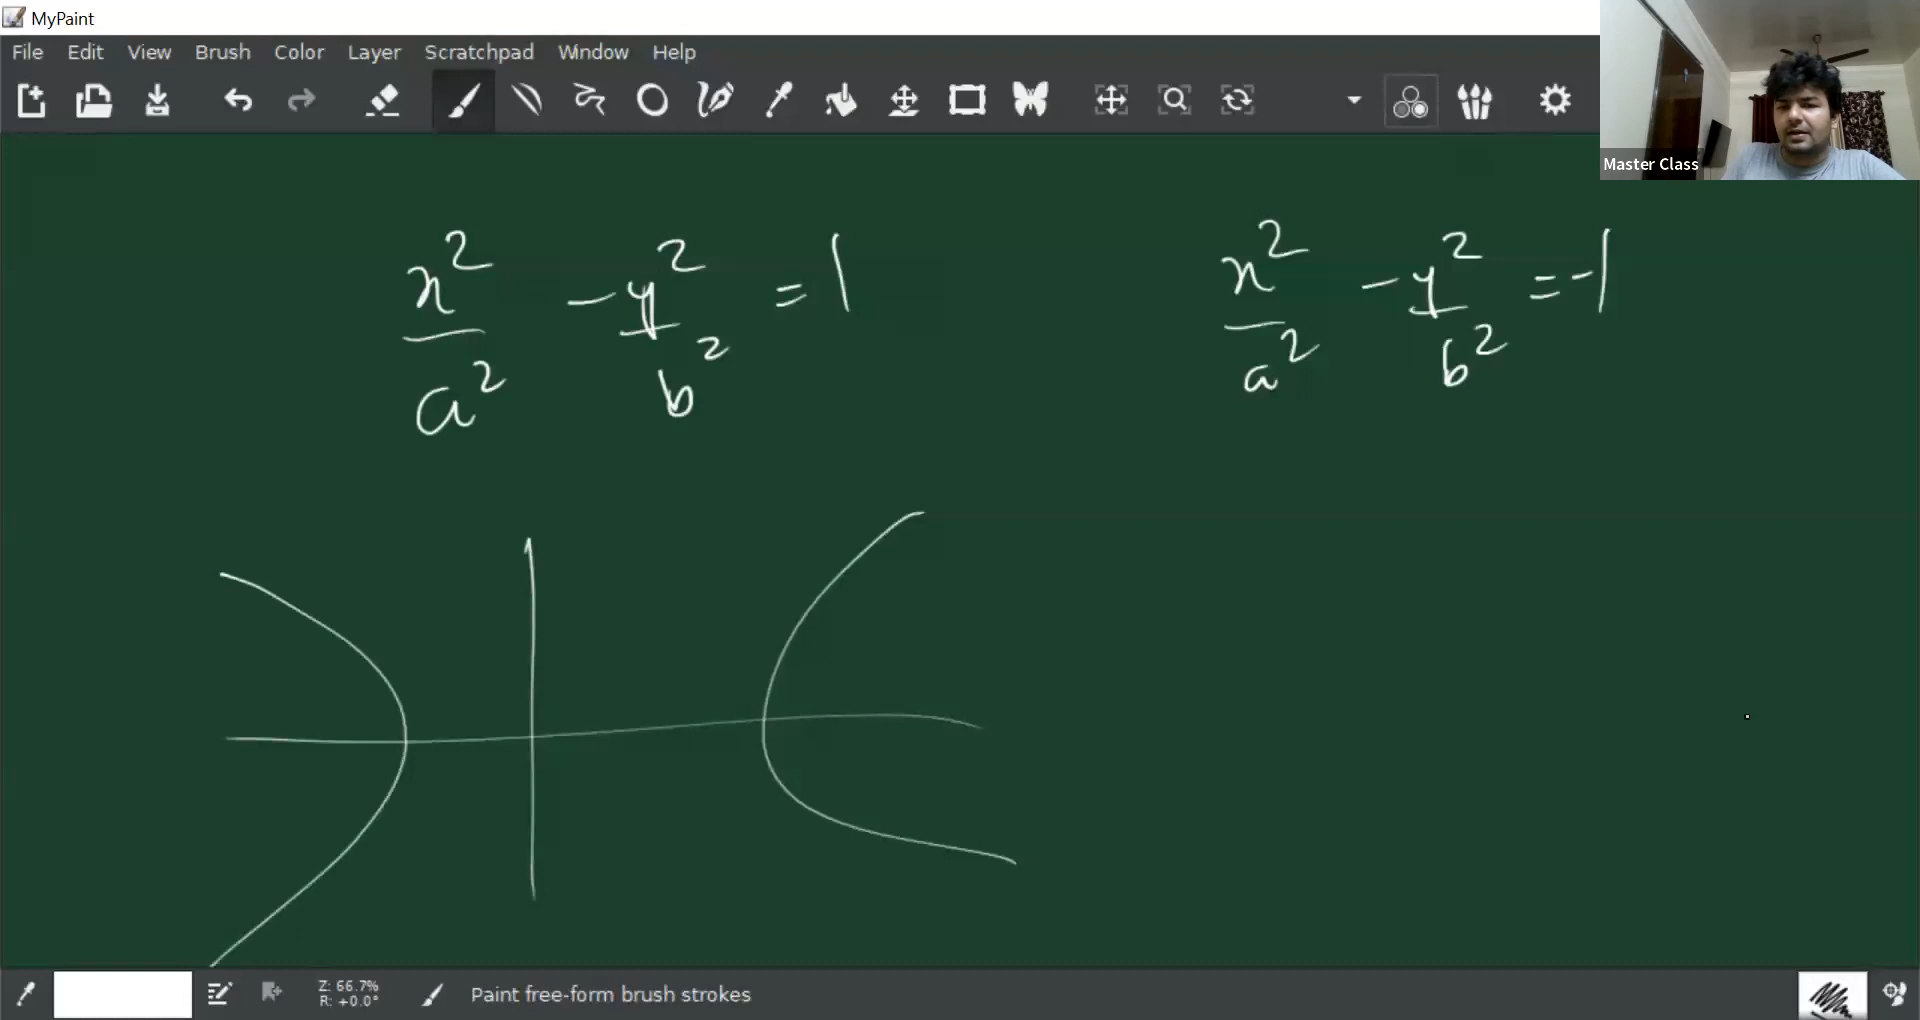 MyPaint
File Edit View Brush Color Layer Scratchpad Window Help
Master Class
x²/a² - y²/b² = 1
x²/a² - y²/b² = -1
Z: 66.7%
R: +0.0°
Paint free-form brush strokes